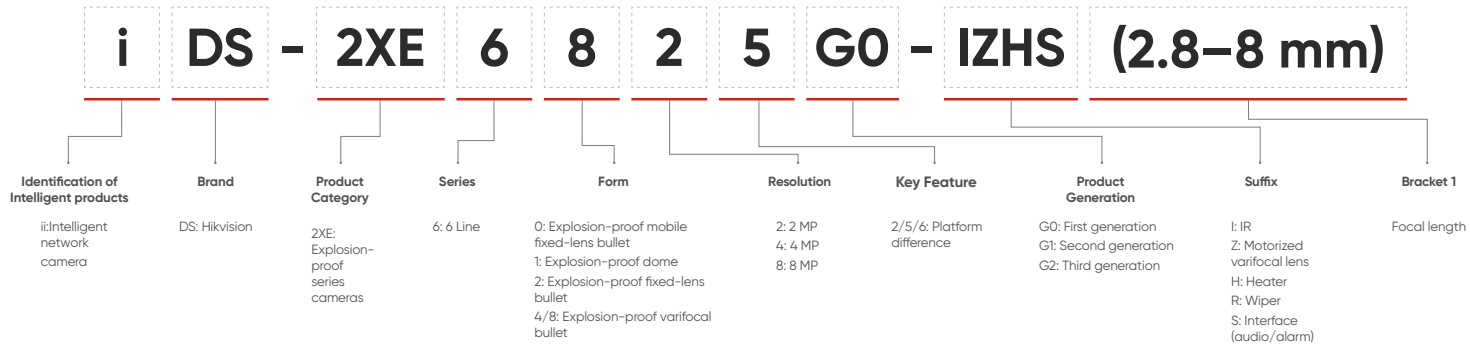 i DS - 2XE 6 8 2 5 G0 - IZHS (2.8–8 mm)
Identification of
Intelligent products
ii:Intelligent
network
camera
Brand
DS: Hikvision
Product
Category
2XE:
Explosion-
proof
series
cameras
Series
6: 6 Line
Form
0: Explosion-proof mobile
fixed-lens bullet
1: Explosion-proof dome
2: Explosion-proof fixed-lens
bullet
4/8: Explosion-proof varifocal
bullet
Resolution
2: 2 MP
4: 4 MP
8: 8 MP
Key Feature
2/5/6: Platform
difference
Product
Generation
G0: First generation
G1: Second generation
G2: Third generation
Suffix
I: IR
Z: Motorized
varifocal lens
H: Heater
R: Wiper
S: Interface
(audio/alarm)
Bracket 1
Focal length